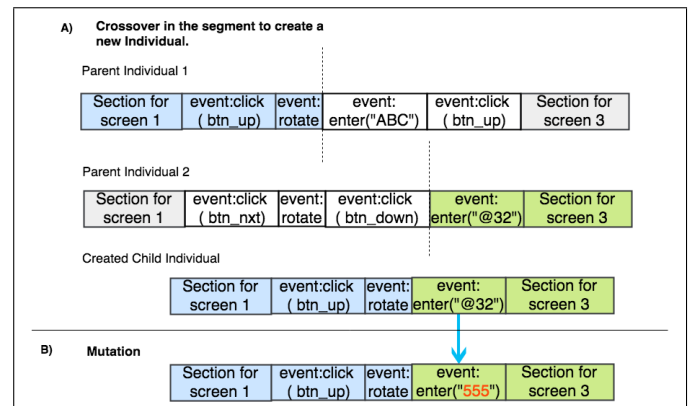 A) Crossover in the segment to create a
new Individual.
Parent Individual 1
Section for event:click event: event: event:click Section for
screen 1 ( btn_up) rotate enter("ABC") ( btn_up) screen 3
Parent Individual 2
Section for event:click event: event:click event: Section for
screen 1 ( btn_nxt) rotate ( btn_down) enter("@32") screen 3
Created Child Individual
Section for event:click event: event: Section for
screen 1 ( btn_up) rotate enter("@32") screen 3
B) Mutation
Section for event:click event: event: Section for
screen 1 ( btn_up) rotate enter("555") screen 3